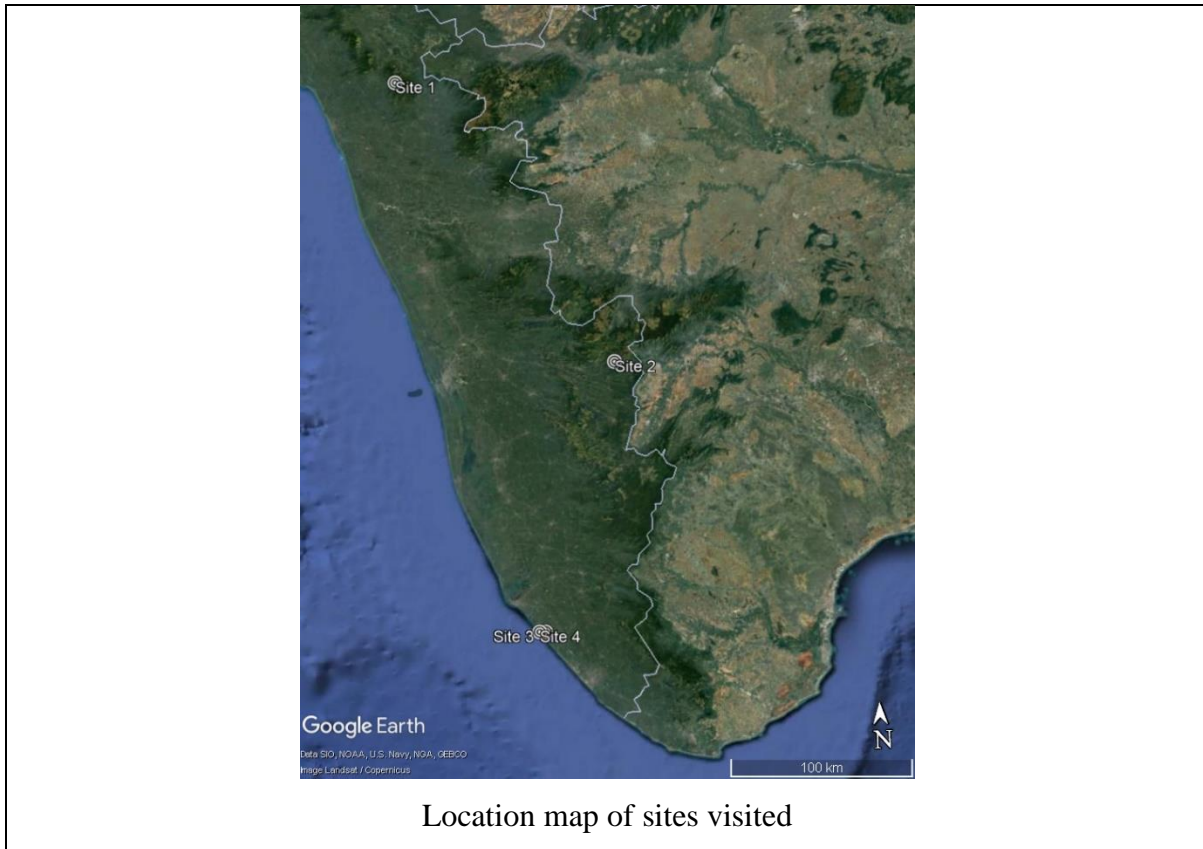 Site 1
Site 2
Site 3 Site 4
Google Earth
Data SIO, NOAA, U.S. Navy, NGA, GEBCO
Image Landsat / Copernicus
N
100 km
Location map of sites visited